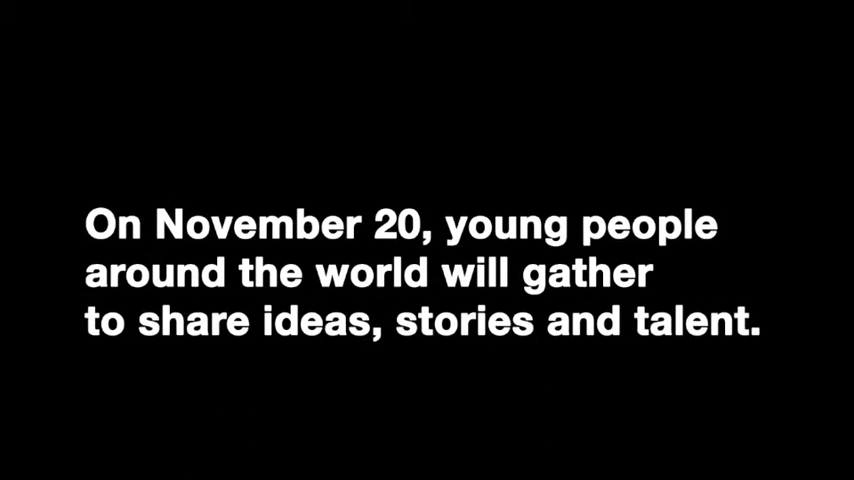 On November 20, young people
around the world will gather
to share ideas, stories and talent.